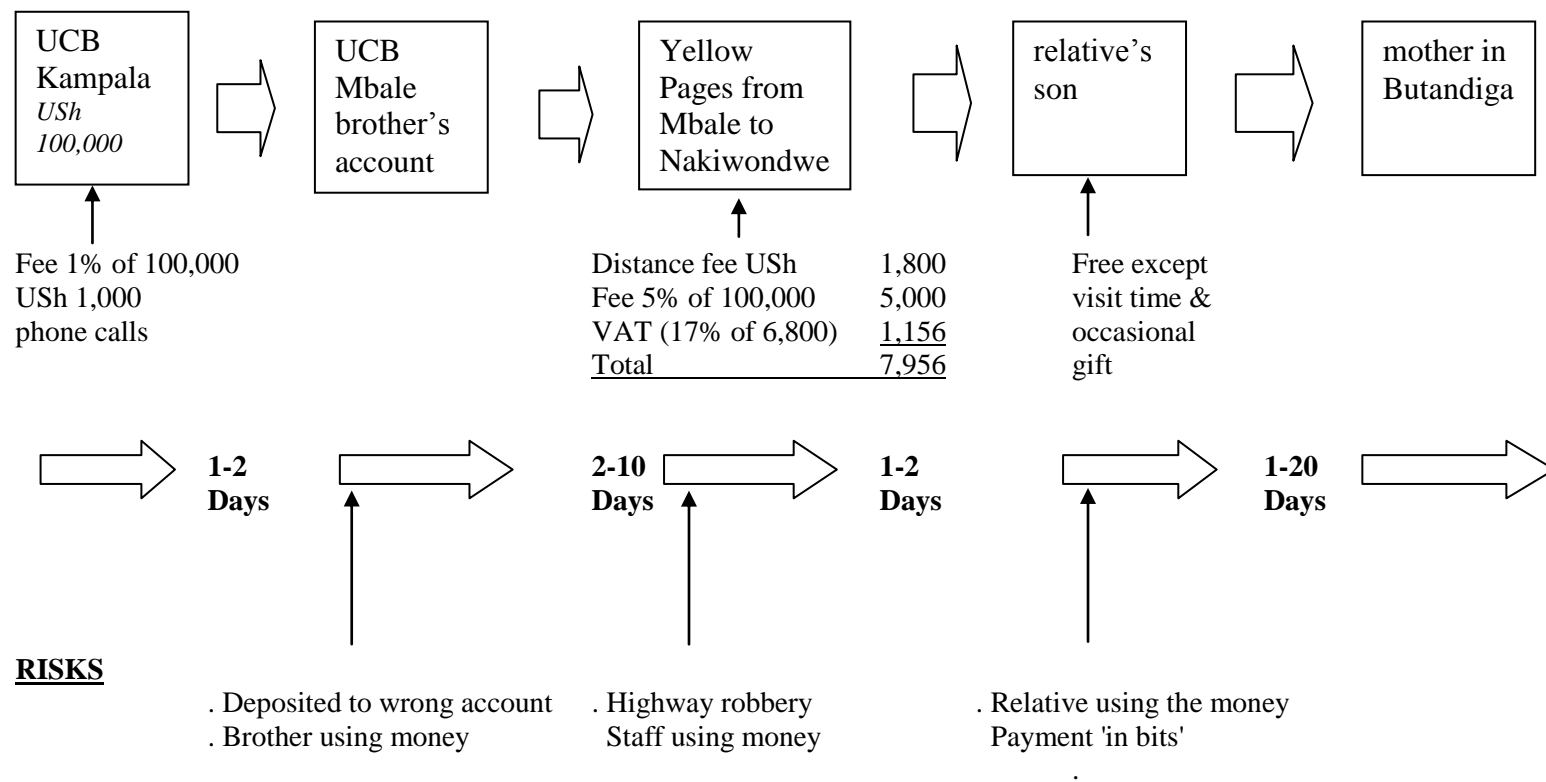 UCB
Kampala
USh
100,000
UCB
Mbale
brother’s
account
Yellow
Pages from
Mbale to
Nakiwondwe
relative’s
son
mother in
Butandiga
Fee 1% of 100,000
USh 1,000
phone calls
Distance fee USh 1,800
Fee 5% of 100,000 5,000
VAT (17% of 6,800) 1,156
Total 7,956
Free except
visit time &
occasional
gift
1-2
Days
2-10
Days
1-2
Days
1-20
Days
RISKS
. Deposited to wrong account
. Brother using money
. Highway robbery
Staff using money
. Relative using the money
Payment 'in bits'
.